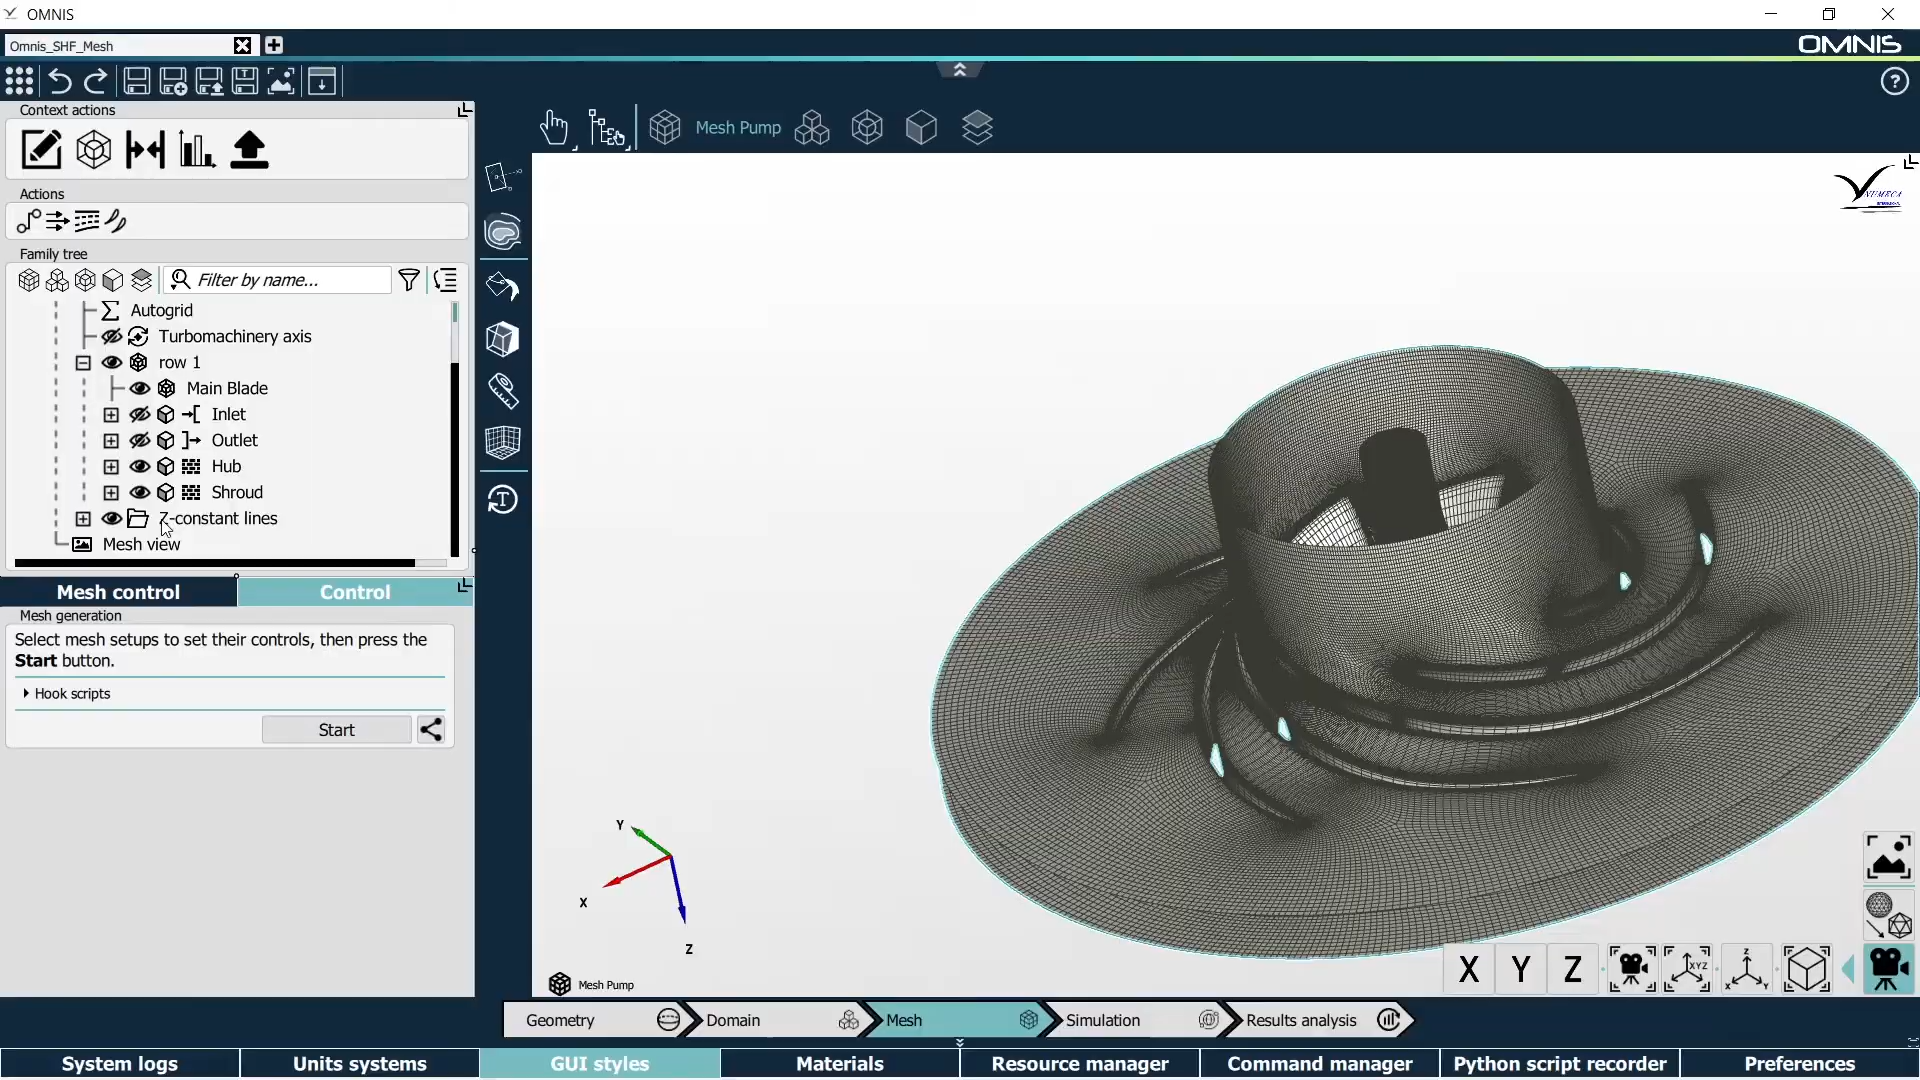 OMNIS
Omnis_SHF_Mesh
OMNIS
Context actions
Mesh Pump
Actions
Family tree
Filter by name...
Autogrid
Turbomachinery axis
row 1
Main Blade
Inlet
Outlet
Hub
Shroud
Z-constant lines
Mesh view
Mesh control
Control
Mesh generation
Select mesh setups to set their controls, then press the
Start button.
Hook scripts
Start
Y
X
Z
Mesh Pump
X Y Z
Geometry
Domain
Mesh
Simulation
Results analysis
System logs
Units systems
GUI styles
Materials
Resource manager
Command manager
Python script recorder
Preferences